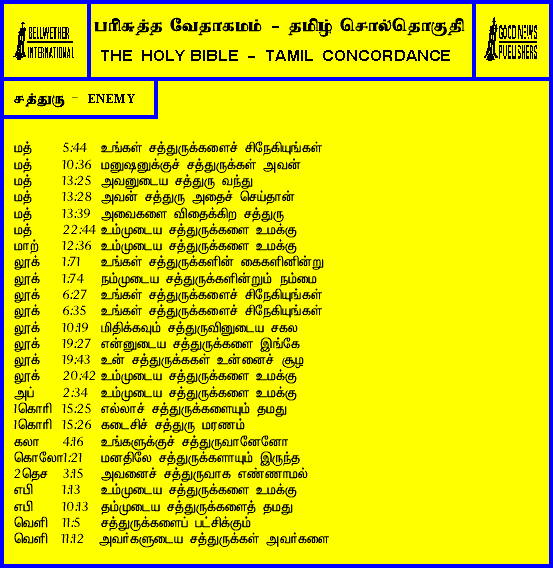 BELLWETHER
INTERNATIONAL
பரிசுத்த வேதாகமம் - தமிழ் சொல்தொகுதி
THE HOLY BIBLE - TAMIL CONCORDANCE
GOOD NEWS
PUBLISHERS
சத்துரு - ENEMY
மத் 5:44 உங்கள் சத்துருக்களைச் சிநேகியுங்கள்
மத் 10:36 மனுஷனுக்குச் சத்துருக்கள் அவன்
மத் 13:25 அவனுடைய சத்துரு வந்து
மத் 13:28 அவன் சத்துரு அதைச் செய்தான்
மத் 13:39 அவைகளை விதைக்கிற சத்துரு
மத் 22:44 உம்முடைய சத்துருக்களை உமக்கு
மாற் 12:36 உம்முடைய சத்துருக்களை உமக்கு
லூக் 1:71 உங்கள் சத்துருக்களின் கைகளினின்று
லூக் 1:74 நம்முடைய சத்துருக்களின்றும் நம்மை
லூக் 6:27 உங்கள் சத்துருக்களைச் சிநேகியுங்கள்
லூக் 6:35 உங்கள் சத்துருக்களைச் சிநேகியுங்கள்
லூக் 10:19 மிதிக்கவும் சத்துருவினுடைய சகல
லூக் 19:27 என்னுடைய சத்துருக்களை இங்கே
லூக் 19:43 உன் சத்துருக்ககள் உன்னைச் சூழ
லூக் 20:42 உம்முடைய சத்துருக்களை உமக்கு
அப் 2:34 உம்முடைய சத்துருக்களை உமக்கு
1கொரி 15:25 எல்லாச் சத்துருக்களையும் தமது
1கொரி 15:26 கடைசிச் சத்துரு மரணம்
கலா 4:16 உங்களுக்குச் சத்துருவானேனோ
கொலோ1:21 மனதிலே சத்துருக்களாயும் இருந்த
2தெச 3:15 அவனைச் சத்துருவாக எண்ணாமல்
எபி 1:13 உம்முடைய சத்துருக்களை உமக்கு
எபி 10:13 தம்முடைய சத்துருக்களைத் தமது
வெளி 11:5 சத்துருக்களைப் பட்சிக்கும்
வெளி 11:12 அவர்களுடைய சத்துருக்கள் அவர்களை